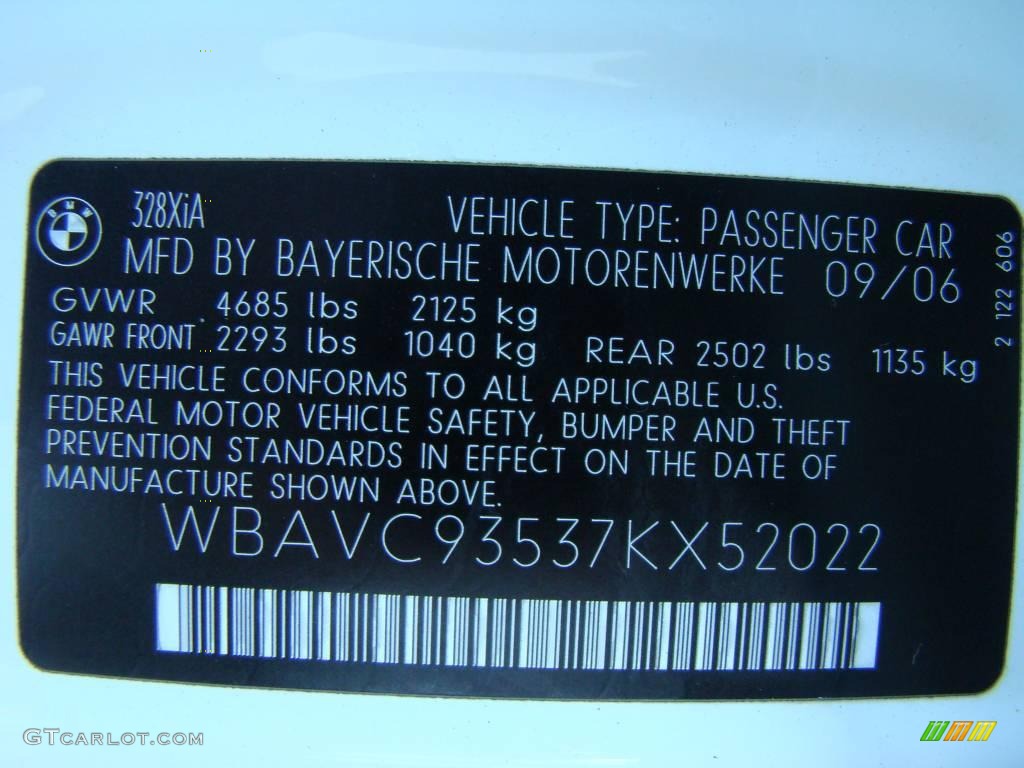 BMW
328XiA
VEHICLE TYPE: PASSENGER CAR
MFD BY BAYERISCHE MOTORENWERKE 09/06
GVWR 4685 lbs 2125 kg
GAWR FRONT 2293 lbs 1040 kg REAR 2502 lbs 1135 kg
THIS VEHICLE CONFORMS TO ALL APPLICABLE U.S.
FEDERAL MOTOR VEHICLE SAFETY, BUMPER AND THEFT
PREVENTION STANDARDS IN EFFECT ON THE DATE OF
MANUFACTURE SHOWN ABOVE.
WBAVC93537KX52022
2 122 606
GTCARLOT.COM